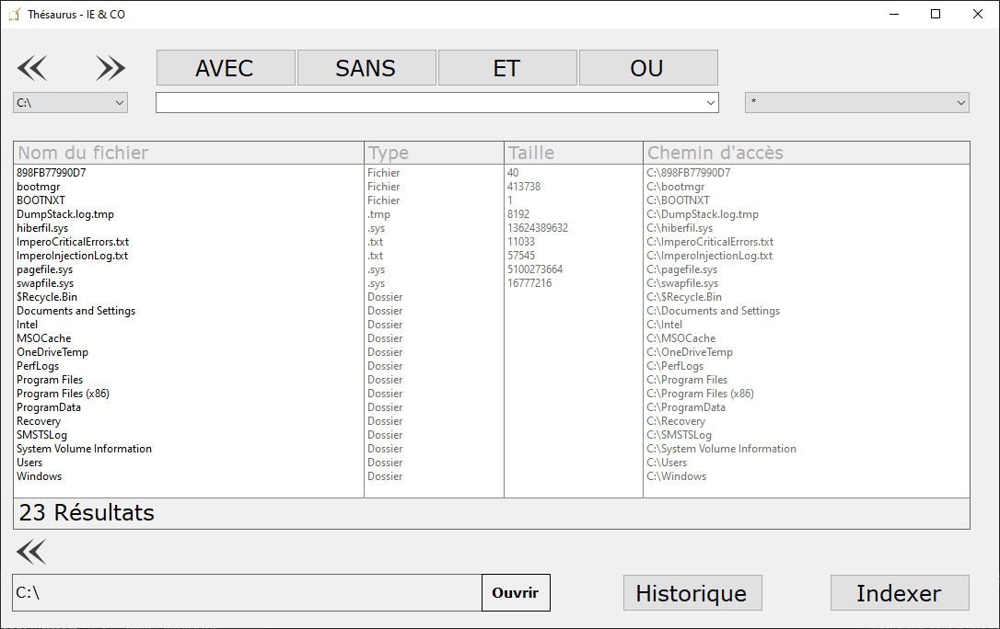 Thésaurus - IE & CO
AVEC SANS ET OU
C:\ *
Nom du fichier Type Taille Chemin d'accès
898FB77990D7 Fichier 40 C:\898FB77990D7
bootmgr Fichier 413738 C:\bootmgr
BOOTNXT Fichier 1 C:\BOOTNXT
DumpStack.log.tmp .tmp 8192 C:\DumpStack.log.tmp
hiberfil.sys .sys 13624389632 C:\hiberfil.sys
ImperoCriticalErrors.txt .txt 11033 C:\ImperoCriticalErrors.txt
ImperoInjectionLog.txt .txt 57545 C:\ImperoInjectionLog.txt
pagefile.sys .sys 5100273664 C:\pagefile.sys
swapfile.sys .sys 16777216 C:\swapfile.sys
$Recycle.Bin Dossier C:\$Recycle.Bin
Documents and Settings Dossier C:\Documents and Settings
Intel Dossier C:\Intel
MSOCache Dossier C:\MSOCache
OneDriveTemp Dossier C:\OneDriveTemp
PerfLogs Dossier C:\PerfLogs
Program Files Dossier C:\Program Files
Program Files (x86) Dossier C:\Program Files (x86)
ProgramData Dossier C:\ProgramData
Recovery Dossier C:\Recovery
SMSTSLog Dossier C:\SMSTSLog
System Volume Information Dossier C:\System Volume Information
Users Dossier C:\Users
Windows Dossier C:\Windows
23 Résultats
C:\ Ouvrir Historique Indexer